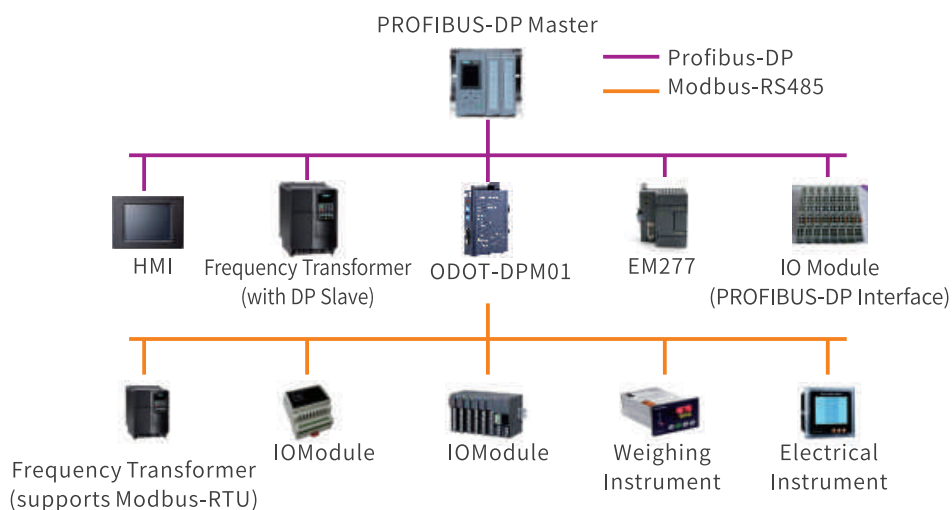 PROFIBUS-DP Master
Profibus-DP
Modbus-RS485
HMI
Frequency Transformer
(with DP Slave)
ODOT-DPM01
EM277
IO Module
(PROFIBUS-DP Interface)
Frequency Transformer
(supports Modbus-RTU)
IOModule
IOModule
Weighing
Instrument
Electrical
Instrument